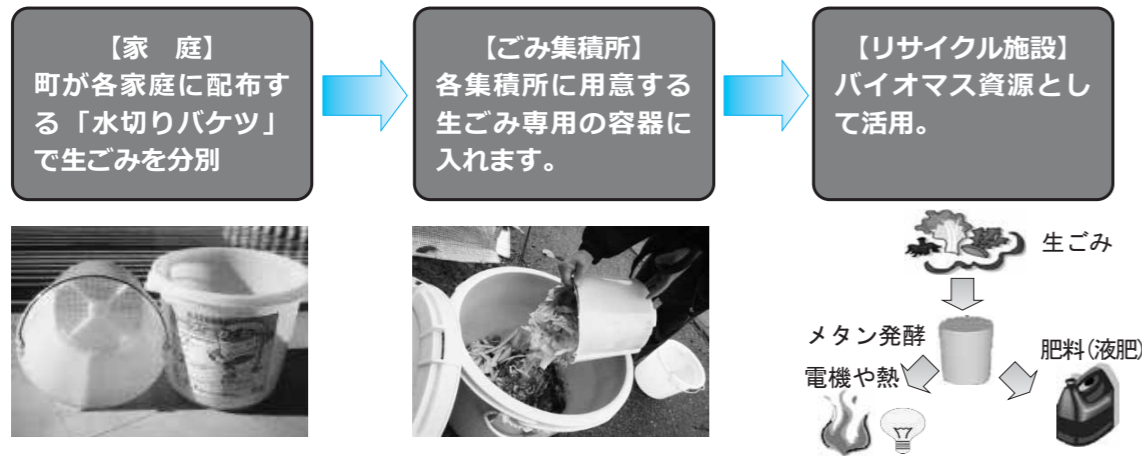 【家　庭】
町が各家庭に配布す
る「水切りバケツ」
で生ごみを分別
【ごみ集積所】
各集積所に用意する
生ごみ専用の容器に
入れます。
【リサイクル施設】
バイオマス資源とし
て活用。
生ごみ
メタン発酵
肥料（液肥）
電機や熱